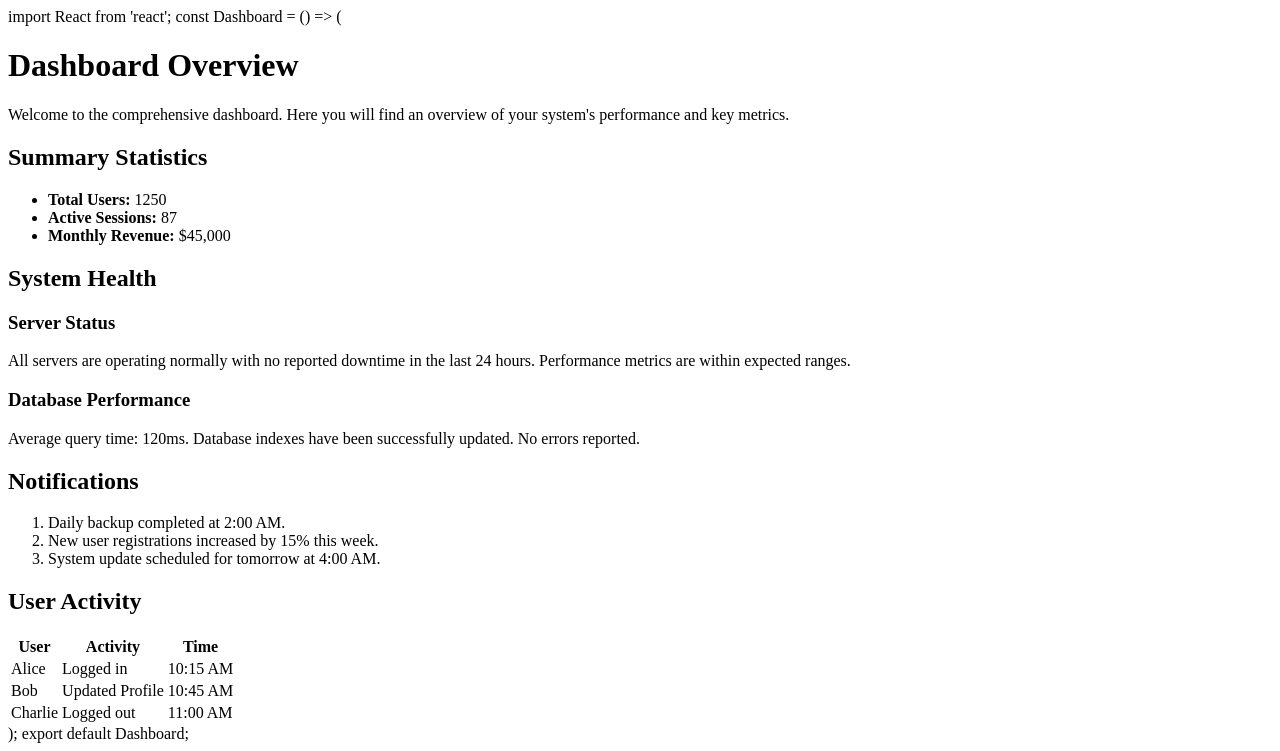 import React from 'react'; const Dashboard = () => (
Dashboard Overview
Welcome to the comprehensive dashboard. Here you will find an overview of your system's performance and key metrics.
Summary Statistics
• Total Users: 1250
• Active Sessions: 87
• Monthly Revenue: $45,000
System Health
Server Status
All servers are operating normally with no reported downtime in the last 24 hours. Performance metrics are within expected ranges.
Database Performance
Average query time: 120ms. Database indexes have been successfully updated. No errors reported.
Notifications
1. Daily backup completed at 2:00 AM.
2. New user registrations increased by 15% this week.
3. System update scheduled for tomorrow at 4:00 AM.
User Activity
User Activity Time
Alice Logged in 10:15 AM
Bob Updated Profile 10:45 AM
Charlie Logged out 11:00 AM
); export default Dashboard;